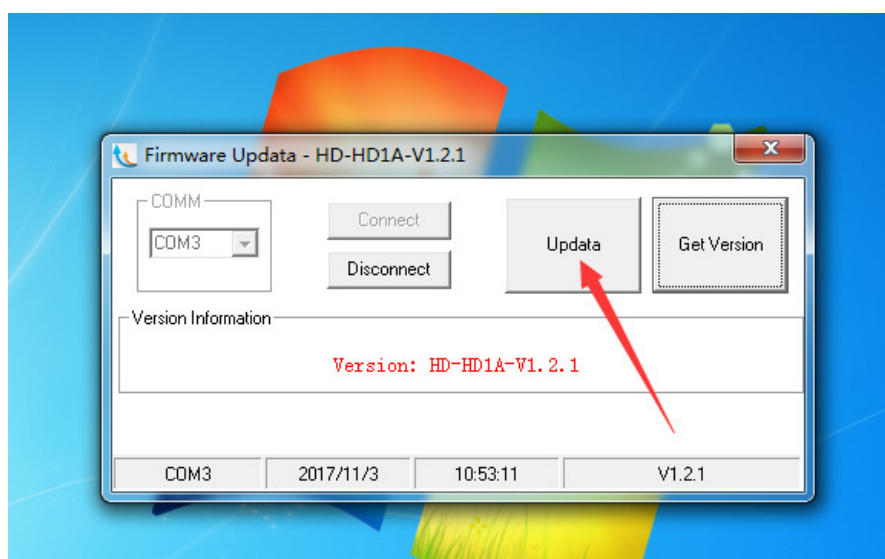 Firmware Updata - HD-HD1A-V1.2.1
COMM
COM3
Connect
Disconnect
Updata
Get Version
Version Information
Version: HD-HD1A-V1.2.1
COM3 2017/11/3 10:53:11 V1.2.1